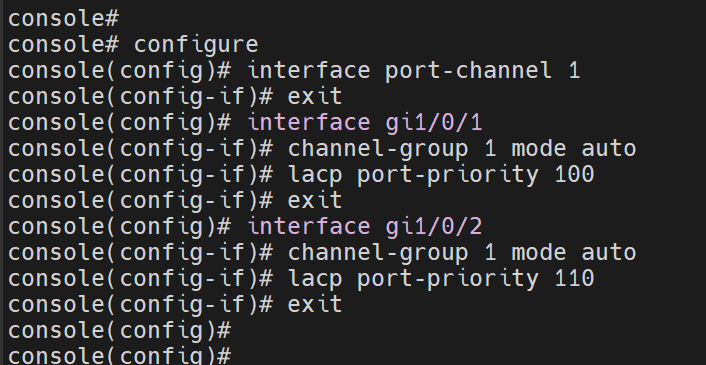 console#
console# configure
console(config)# interface port-channel 1
console(config-if)# exit
console(config)# interface gi1/0/1
console(config-if)# channel-group 1 mode auto
console(config-if)# lacp port-priority 100
console(config-if)# exit
console(config)# interface gi1/0/2
console(config-if)# channel-group 1 mode auto
console(config-if)# lacp port-priority 110
console(config-if)# exit
console(config)#
console(config)#